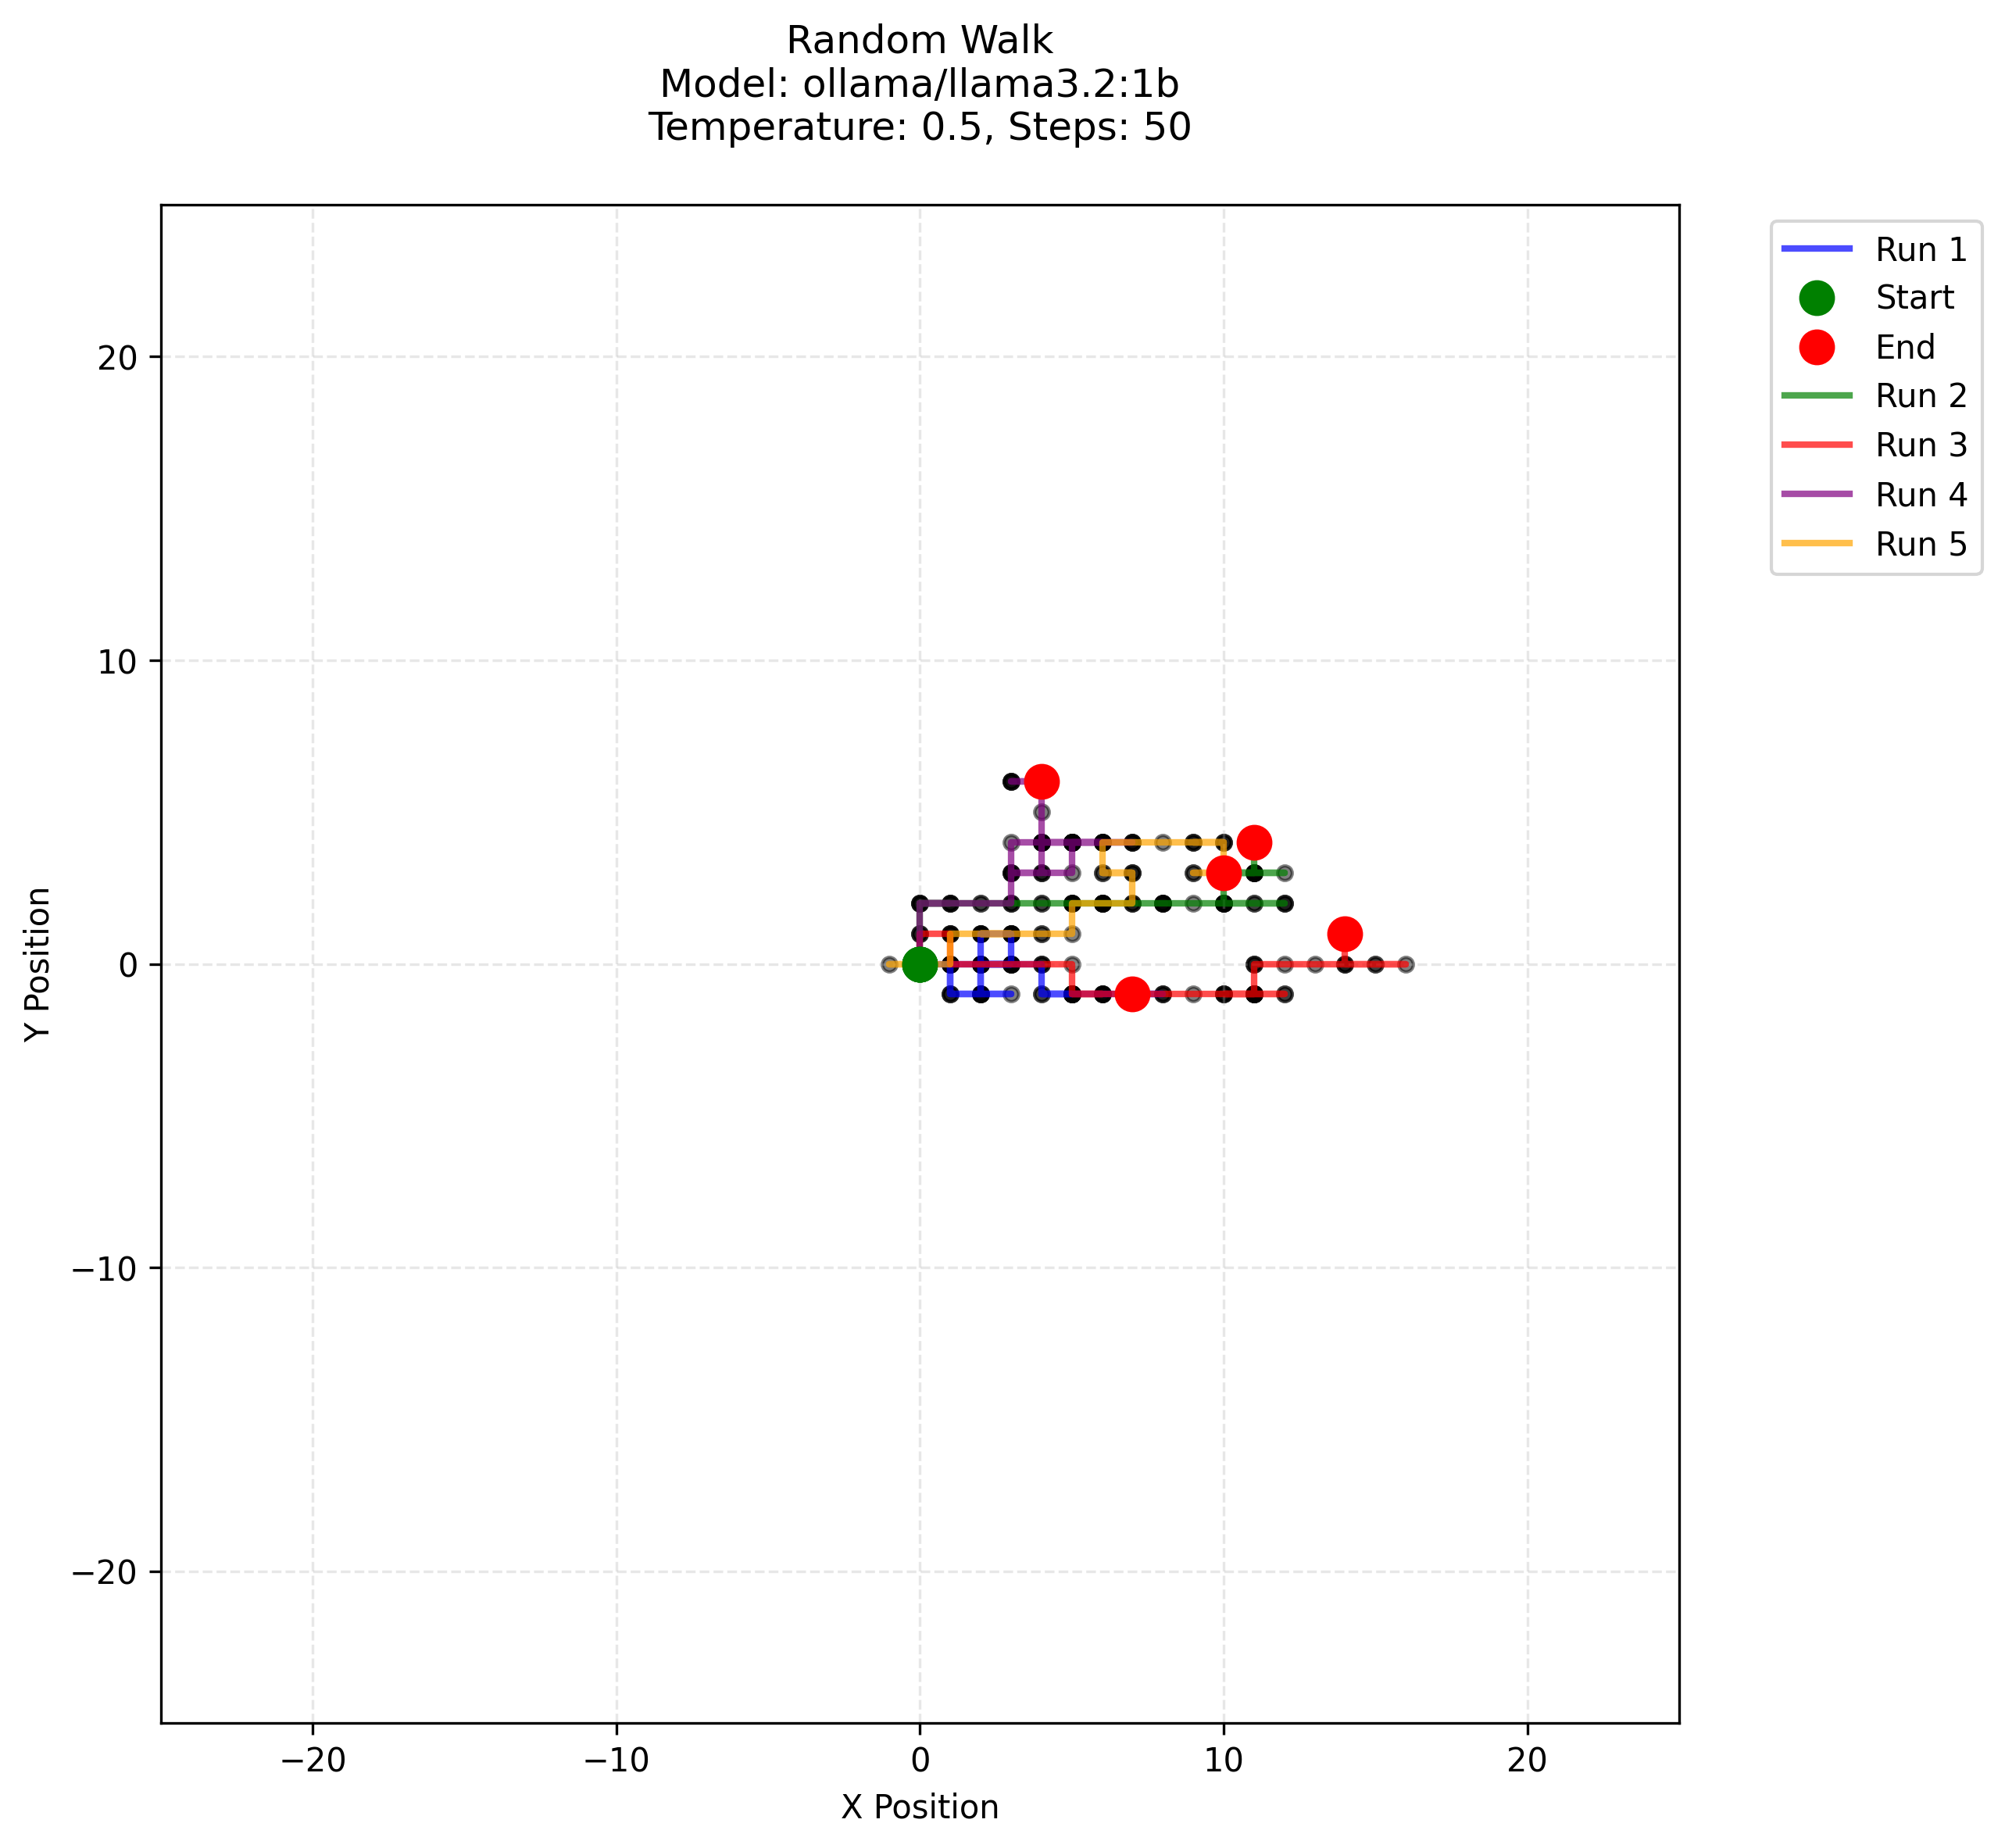 Random Walk
Model: ollama/llama3.2:1b
Temperature: 0.5, Steps: 50
Run 1
Start
End
Run 2
Run 3
Run 4
Run 5
Y Position
20
10
0
−10
−20
−20
−10
0
10
20
X Position